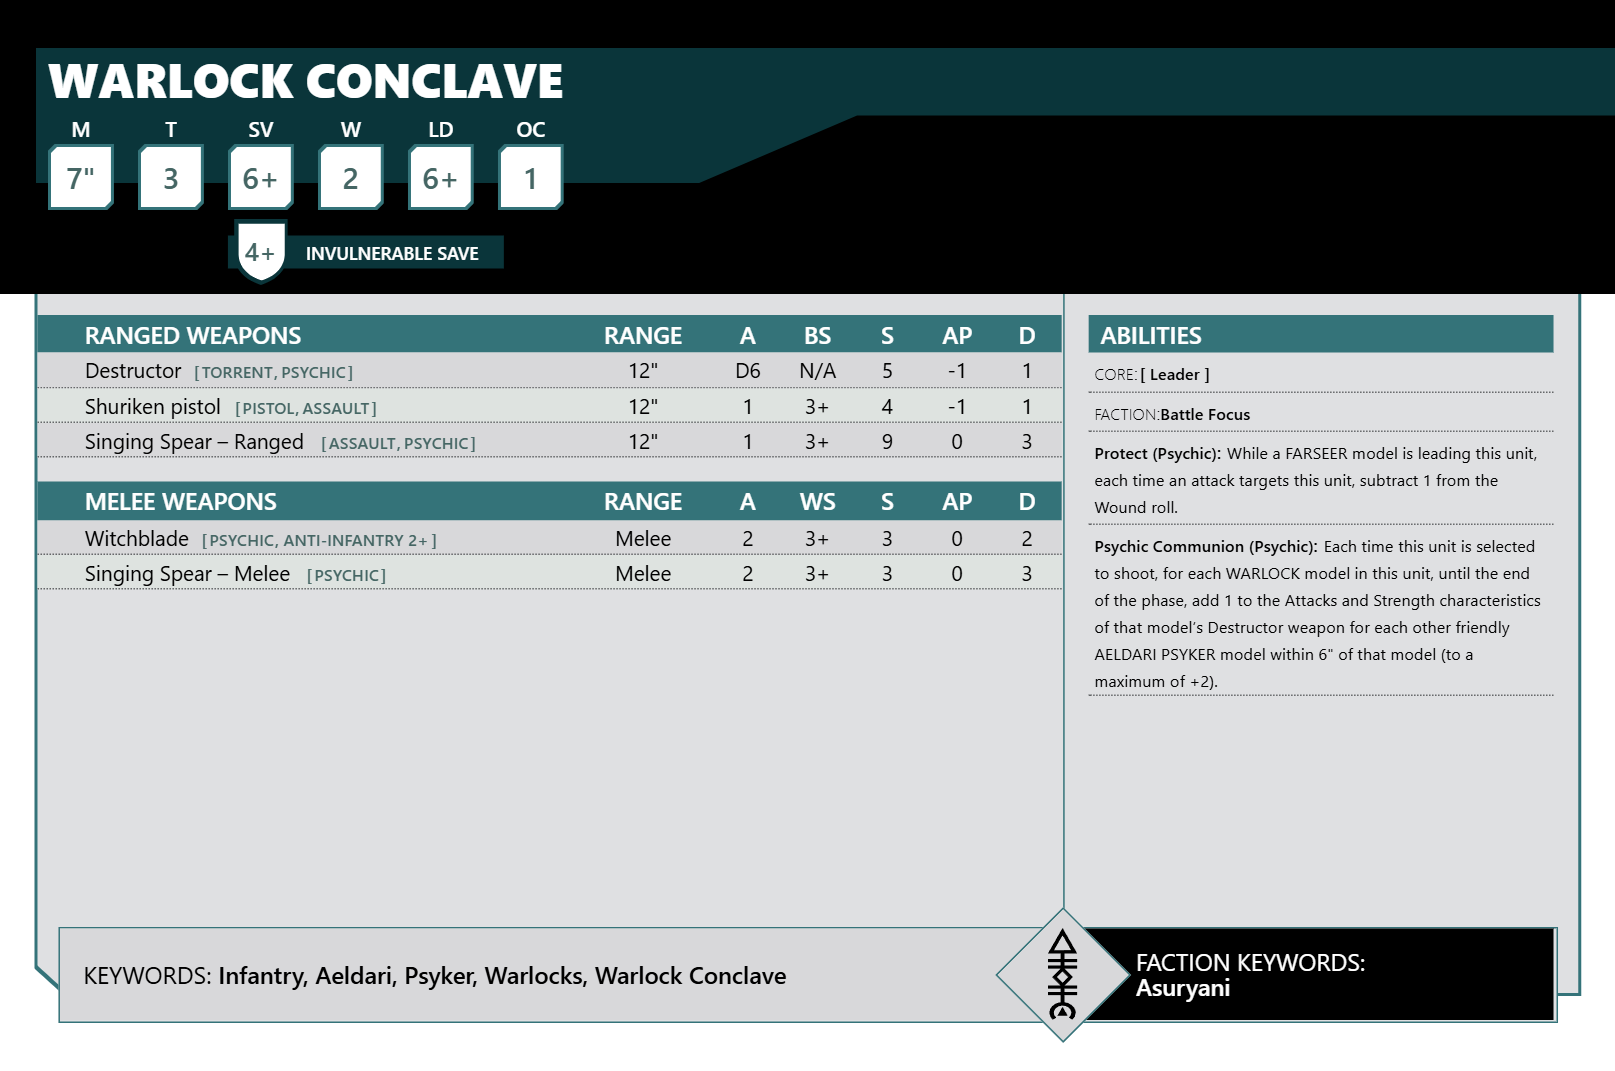 WARLOCK CONCLAVE
M T SV W LD OC
7" 3 6+ 2 6+ 1
4+ INVULNERABLE SAVE
RANGED WEAPONS RANGE A BS S AP D
Destructor [TORRENT, PSYCHIC] 12" D6 N/A 5 -1 1
Shuriken pistol [PISTOL, ASSAULT] 12" 1 3+ 4 -1 1
Singing Spear – Ranged [ASSAULT, PSYCHIC] 12" 1 3+ 9 0 3
MELEE WEAPONS RANGE A WS S AP D
Witchblade [PSYCHIC, ANTI-INFANTRY 2+ ] Melee 2 3+ 3 0 2
Singing Spear – Melee [PSYCHIC] Melee 2 3+ 3 0 3
ABILITIES
CORE: [ Leader ]
FACTION:Battle Focus
Protect (Psychic): While a FARSEER model is leading this unit,
each time an attack targets this unit, subtract 1 from the
Wound roll.
Psychic Communion (Psychic): Each time this unit is selected
to shoot, for each WARLOCK model in this unit, until the end
of the phase, add 1 to the Attacks and Strength characteristics
of that model’s Destructor weapon for each other friendly
AELDARI PSYKER model within 6" of that model (to a
maximum of +2).
KEYWORDS: Infantry, Aeldari, Psyker, Warlocks, Warlock Conclave
FACTION KEYWORDS:
Asuryani